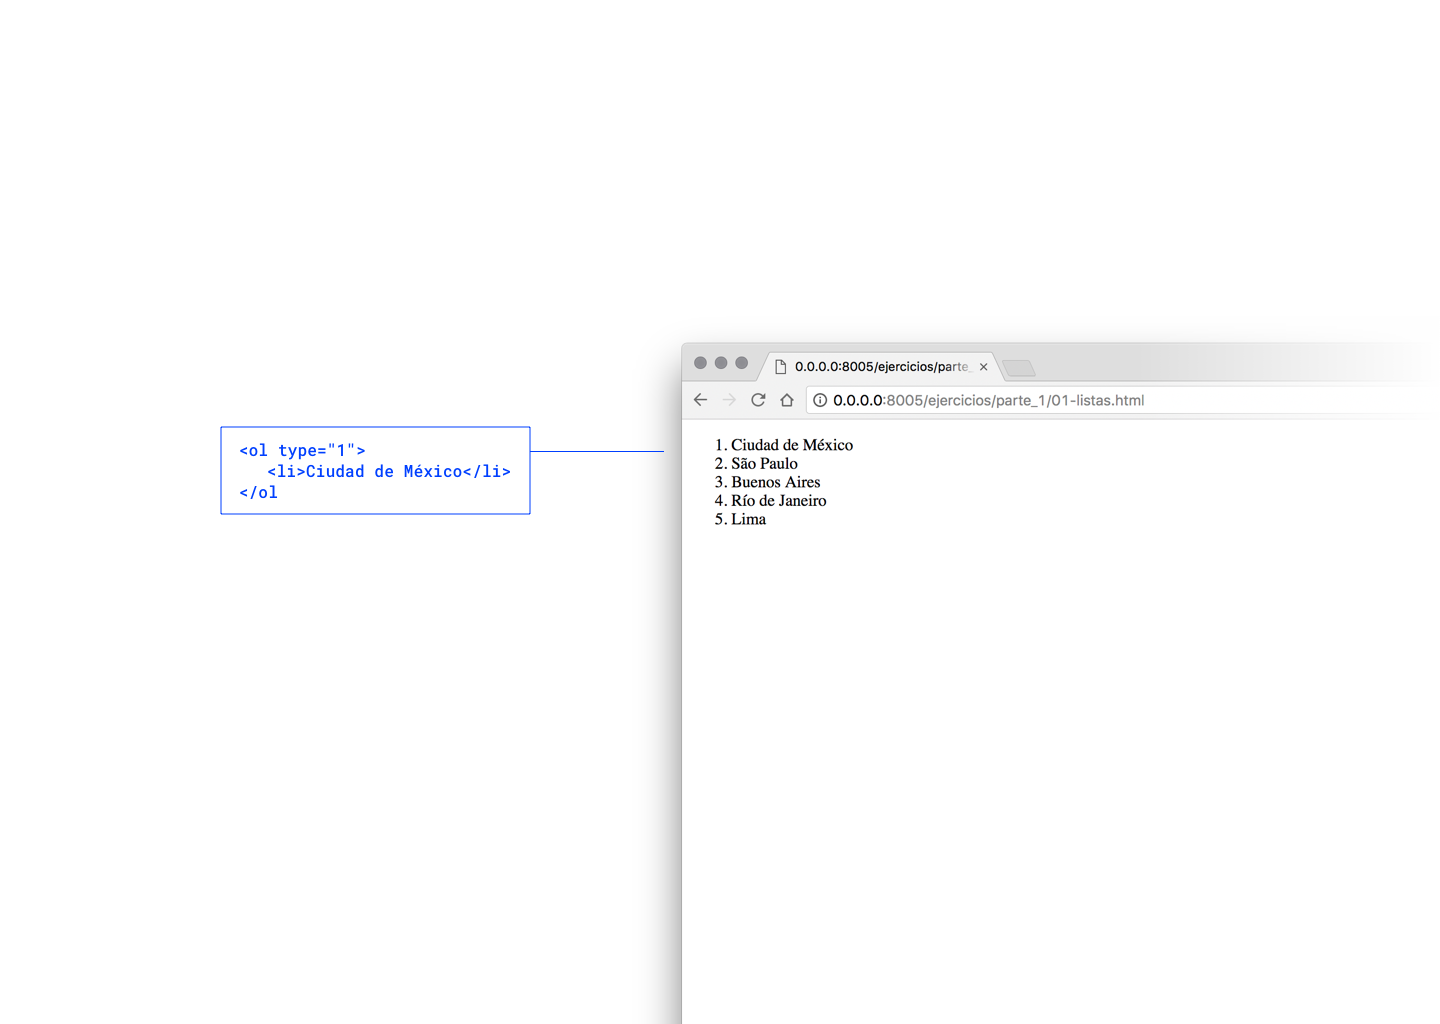 0.0.0.0:8005/ejercicios/parte_
0.0.0.0:8005/ejercicios/parte_1/01-listas.html
<ol type="1">
<li>Ciudad de México</li>
</ol
1. Ciudad de México
2. São Paulo
3. Buenos Aires
4. Río de Janeiro
5. Lima